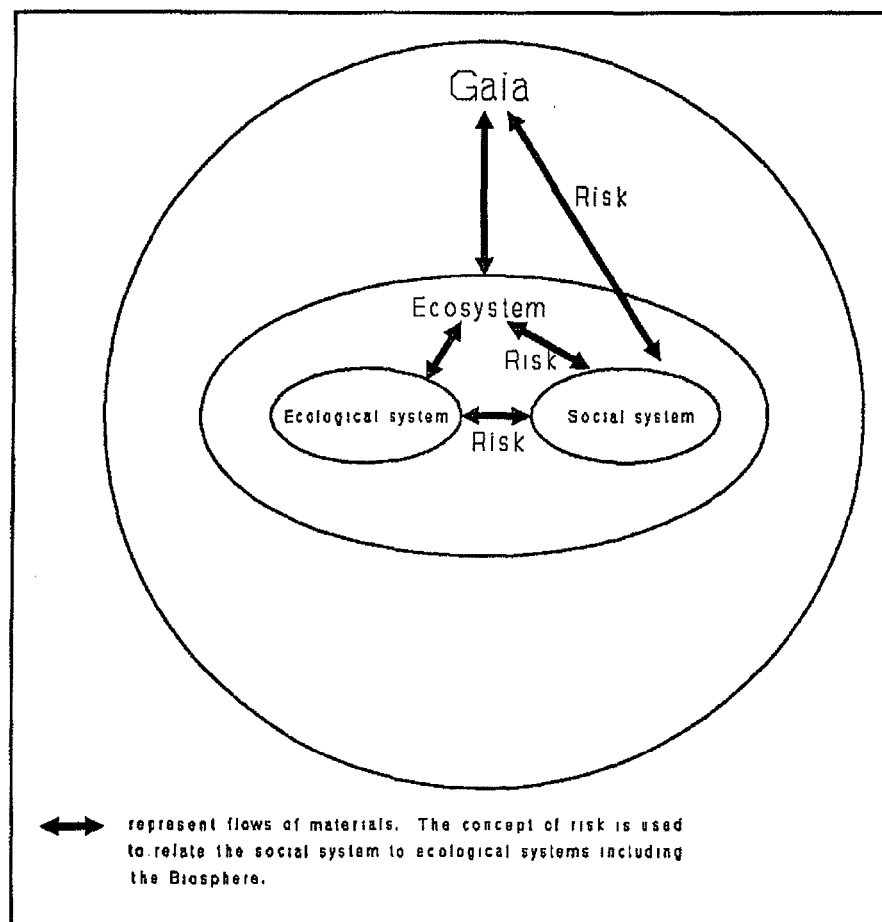 Gaia
Risk
Ecosystem
Risk
Ecological system
Social system
Risk
represent flows of materials. The concept of risk is used
to relate the social system to ecological systems including
the Biosphere.